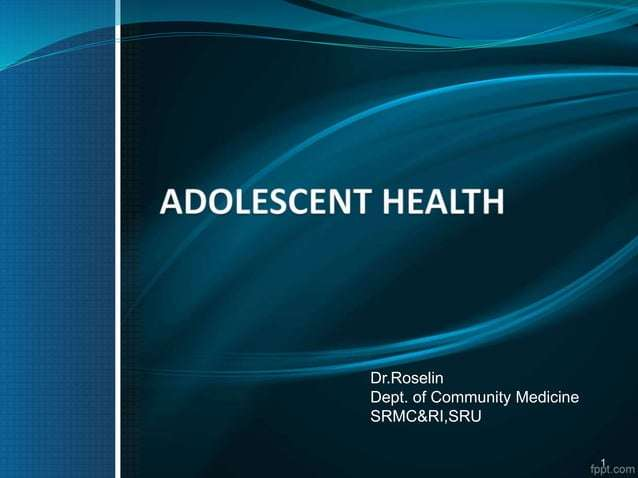 ADOLESCENT HEALTH
Dr.Roselin
Dept. of Community Medicine
SRMC&RI,SRU
1
fppt.com